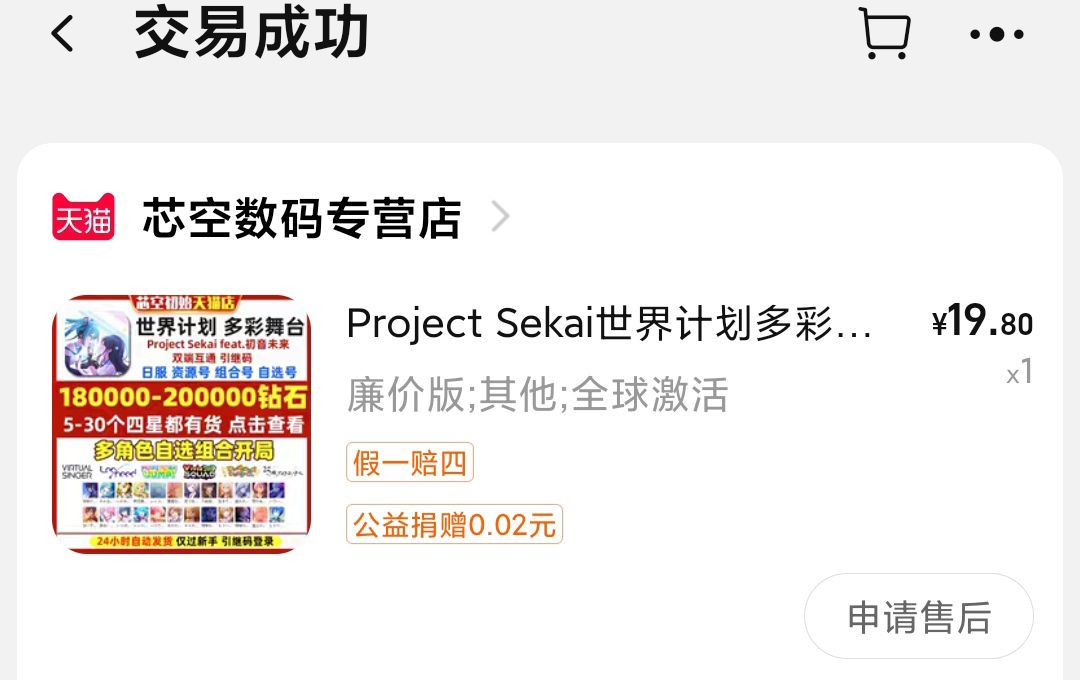 交易成功
天猫 芯空数码专营店
芯空初始天猫店
世界计划 多彩舞台
Project Sekai feat.初音未来
双端互通 引继码
日服 资源号 组合号 自选号
180000-200000钻石
5-30个四星都有货 点击查看
多角色自选组合开局
VIRTUAL SINGER
24小时自动发货 仅过新手 引继码登录
Project Sekai世界计划多彩... ¥19.80
廉价版;其他;全球激活 x1
假一赔四
公益捐赠0.02元
申请售后